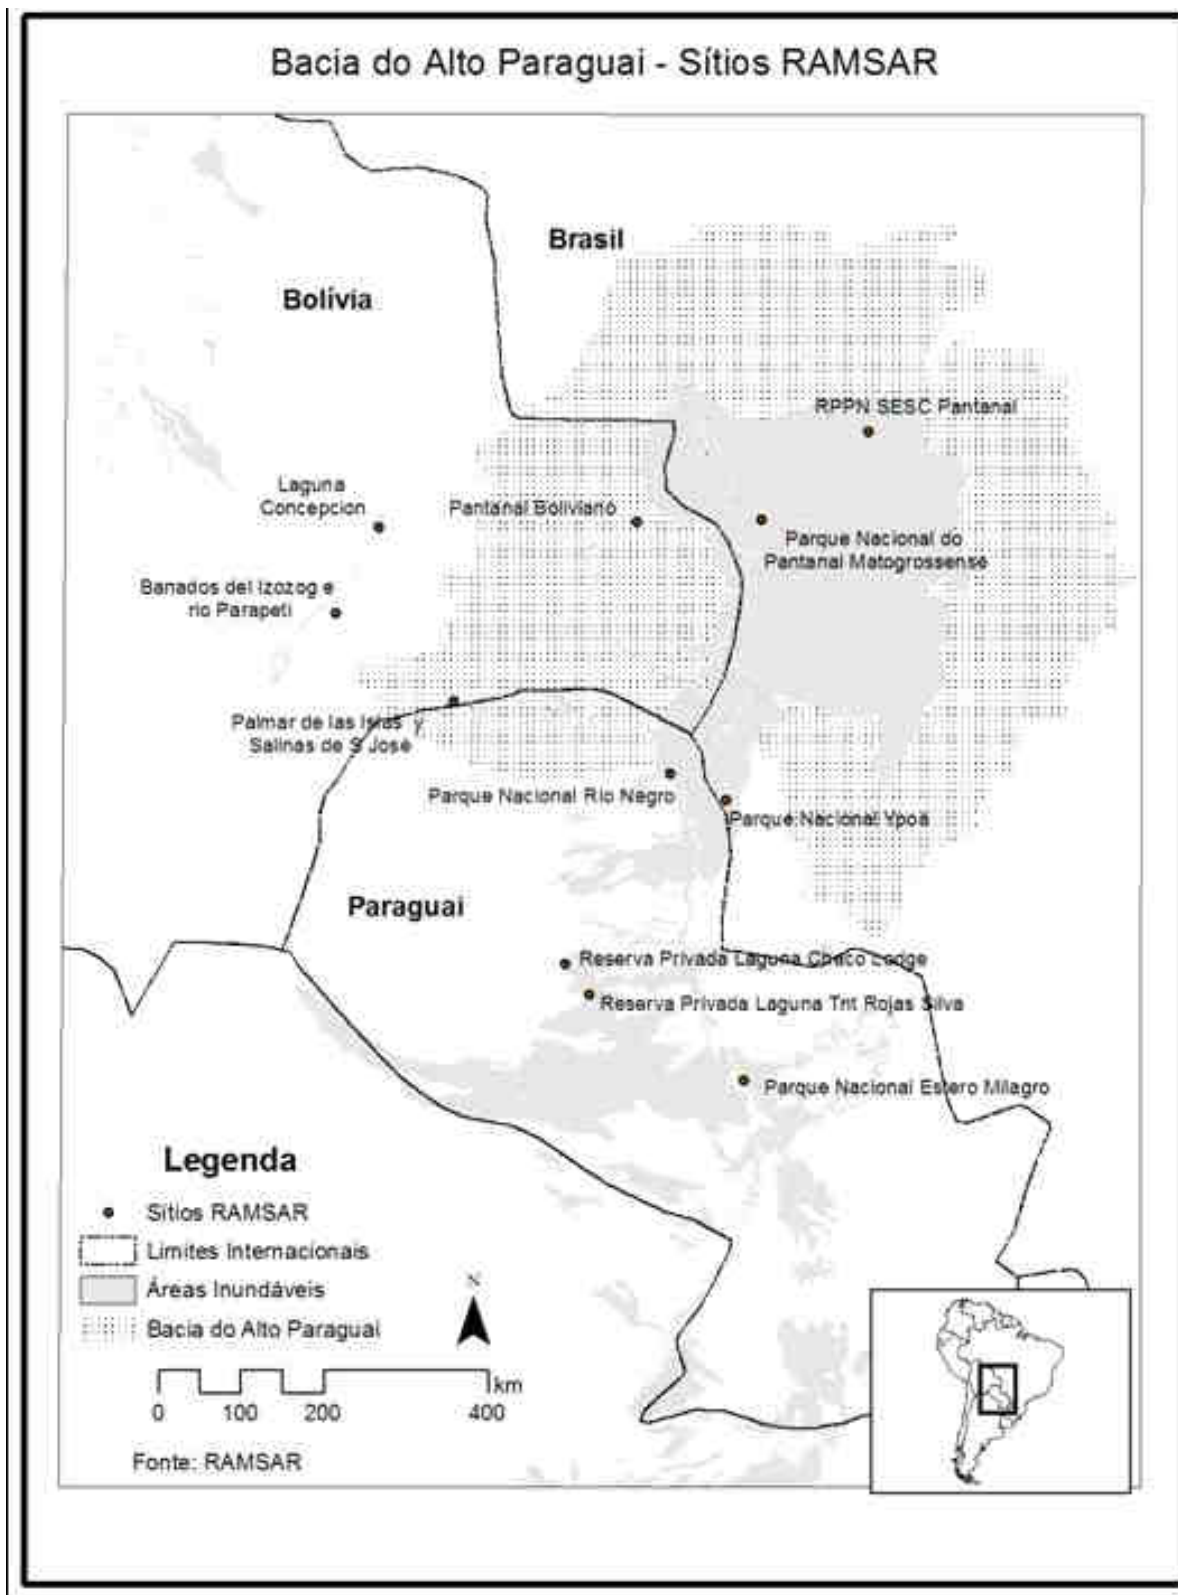 Bacia do Alto Paraguai - Sítios RAMSAR
Brasil
Bolívia
RPPN SESC Pantanal
Laguna
Concepcion
Pantanal Boliviano
Parque Nacional do
Pantanal Matogrossense
Banados del Izozog e
rio Parapeti
Palmar de las Islas y
Salinas de S José
Parque Nacional Rio Negro
Parque Nacional Ypoá
Paraguai
Reserva Privada Laguna Chaco Lodge
Reserva Privada Laguna Tnt Rojas Silva
Parque Nacional Estero Milagro
Legenda
Sítios RAMSAR
Limites Internacionais
Áreas Inundáveis
Bacia do Alto Paraguai
N
km
0 100 200 400
Fonte: RAMSAR